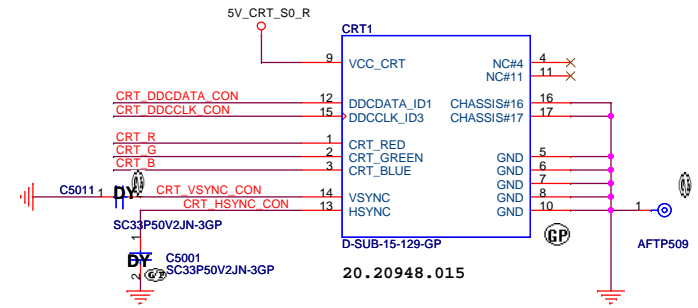 5V_CRT_S0_R
CRT1
9 VCC_CRT NC#4 4
NC#11 11
CRT_DDCDATA_CON 12 DDCDATA_ID1 CHASSIS#16 16
CRT_DDCCLK_CON 15 DDCCLK_ID3 CHASSIS#17 17
CRT_R 1 CRT_RED
CRT_G 2 CRT_GREEN GND 5
CRT_B 3 CRT_BLUE GND 6
GND 7
C5011 1 DY CRT_VSYNC_CON 14 VSYNC GND 8
CRT_HSYNC_CON 13 HSYNC GND 10 1
SC33P50V2JN-3GP
D-SUB-15-129-GP GP AFTP509
1
DY C5001
SC33P50V2JN-3GP
2
20.20948.015